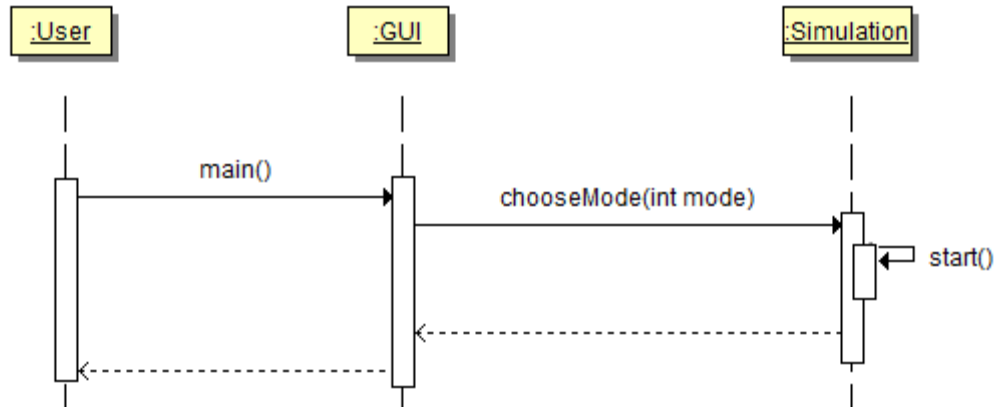 :User
:GUI
:Simulation
main()
chooseMode(int mode)
start()